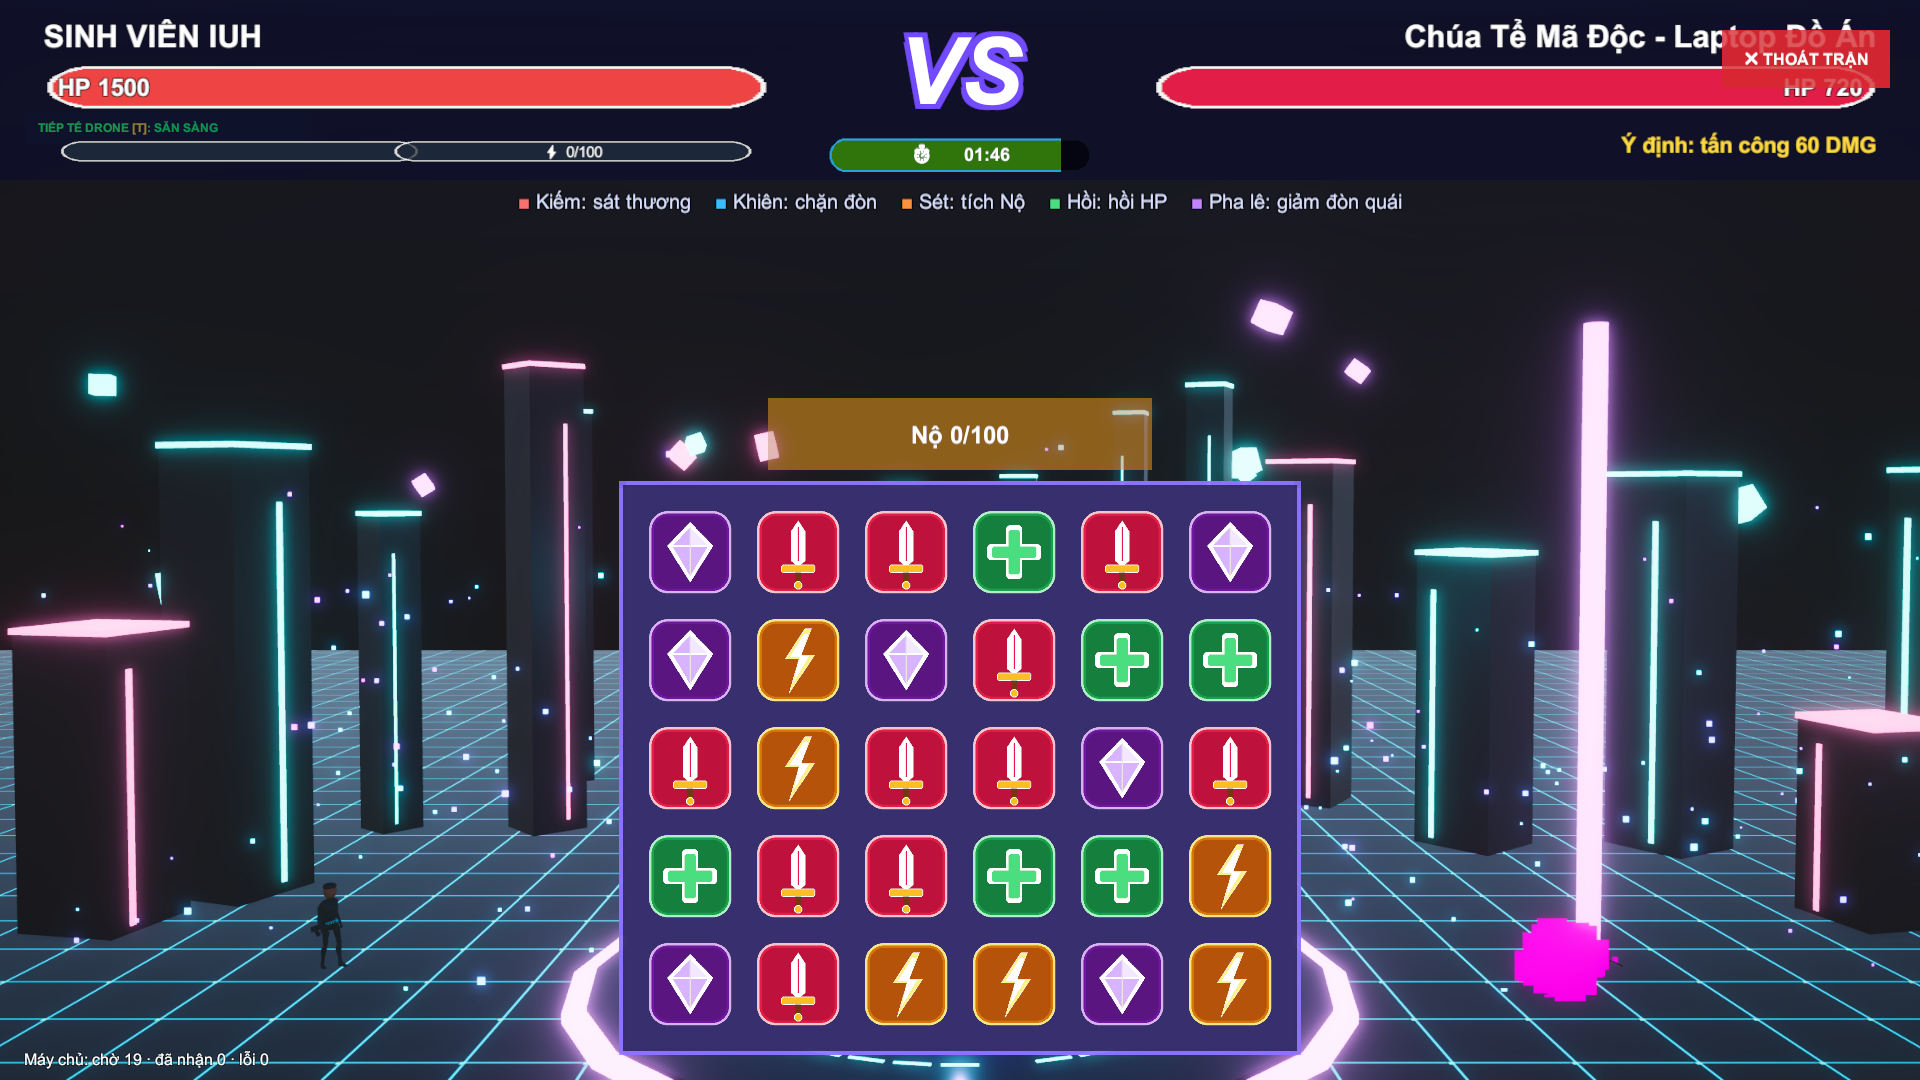 SINH VIÊN IUH
VS
Chúa Tể Mã Độc - Laptop Đồ Án
✕ THOÁT TRẬN
HP 1500
HP 720
TIẾP TẾ DRONE [T]: SẴN SÀNG
0/100
01:46
Ý định: tấn công 60 DMG
Kiếm: sát thương
Khiên: chặn đòn
Sét: tích Nộ
Hồi: hồi HP
Pha lê: giảm đòn quái
Nộ 0/100
Máy chủ: chờ 19 · đã nhận 0 · lỗi 0